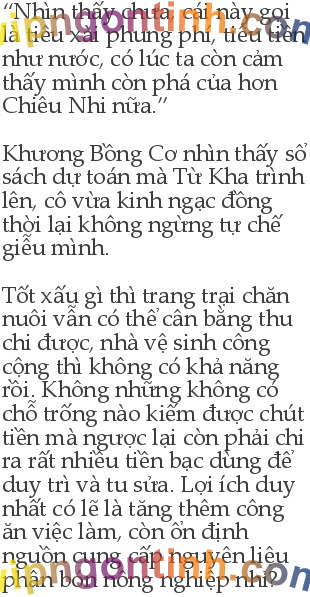 “Nhìn thấy chưa, cái này gọi
là tiêu xài phung phí, tiêu tiền
như nước, có lúc ta còn cảm
thấy mình còn phá của hơn
Chiêu Nhi nữa.”
Khương Bồng Cơ nhìn thấy sổ
sách dự toán mà Từ Kha trình
lên, cô vừa kinh ngạc đồng
thời lại không ngừng tự chế
giễu mình.
Tốt xấu gì thì trang trại chăn
nuôi vẫn có thể cân bằng thu
chi được, nhà vệ sinh công
cộng thì không có khả năng
rồi. Không những không có
chỗ trống nào kiếm được chút
tiền mà ngược lại còn phải chi
ra rất nhiều tiền bạc dùng để
duy trì và tu sửa. Lợi ích duy
nhất có lẽ là tăng thêm công
ăn việc làm, còn ổn định
nguồn cung cấp nguyên liệu
phân bón nông nghiệp nhỉ?
vipngontinh.com
vipngontinh.com